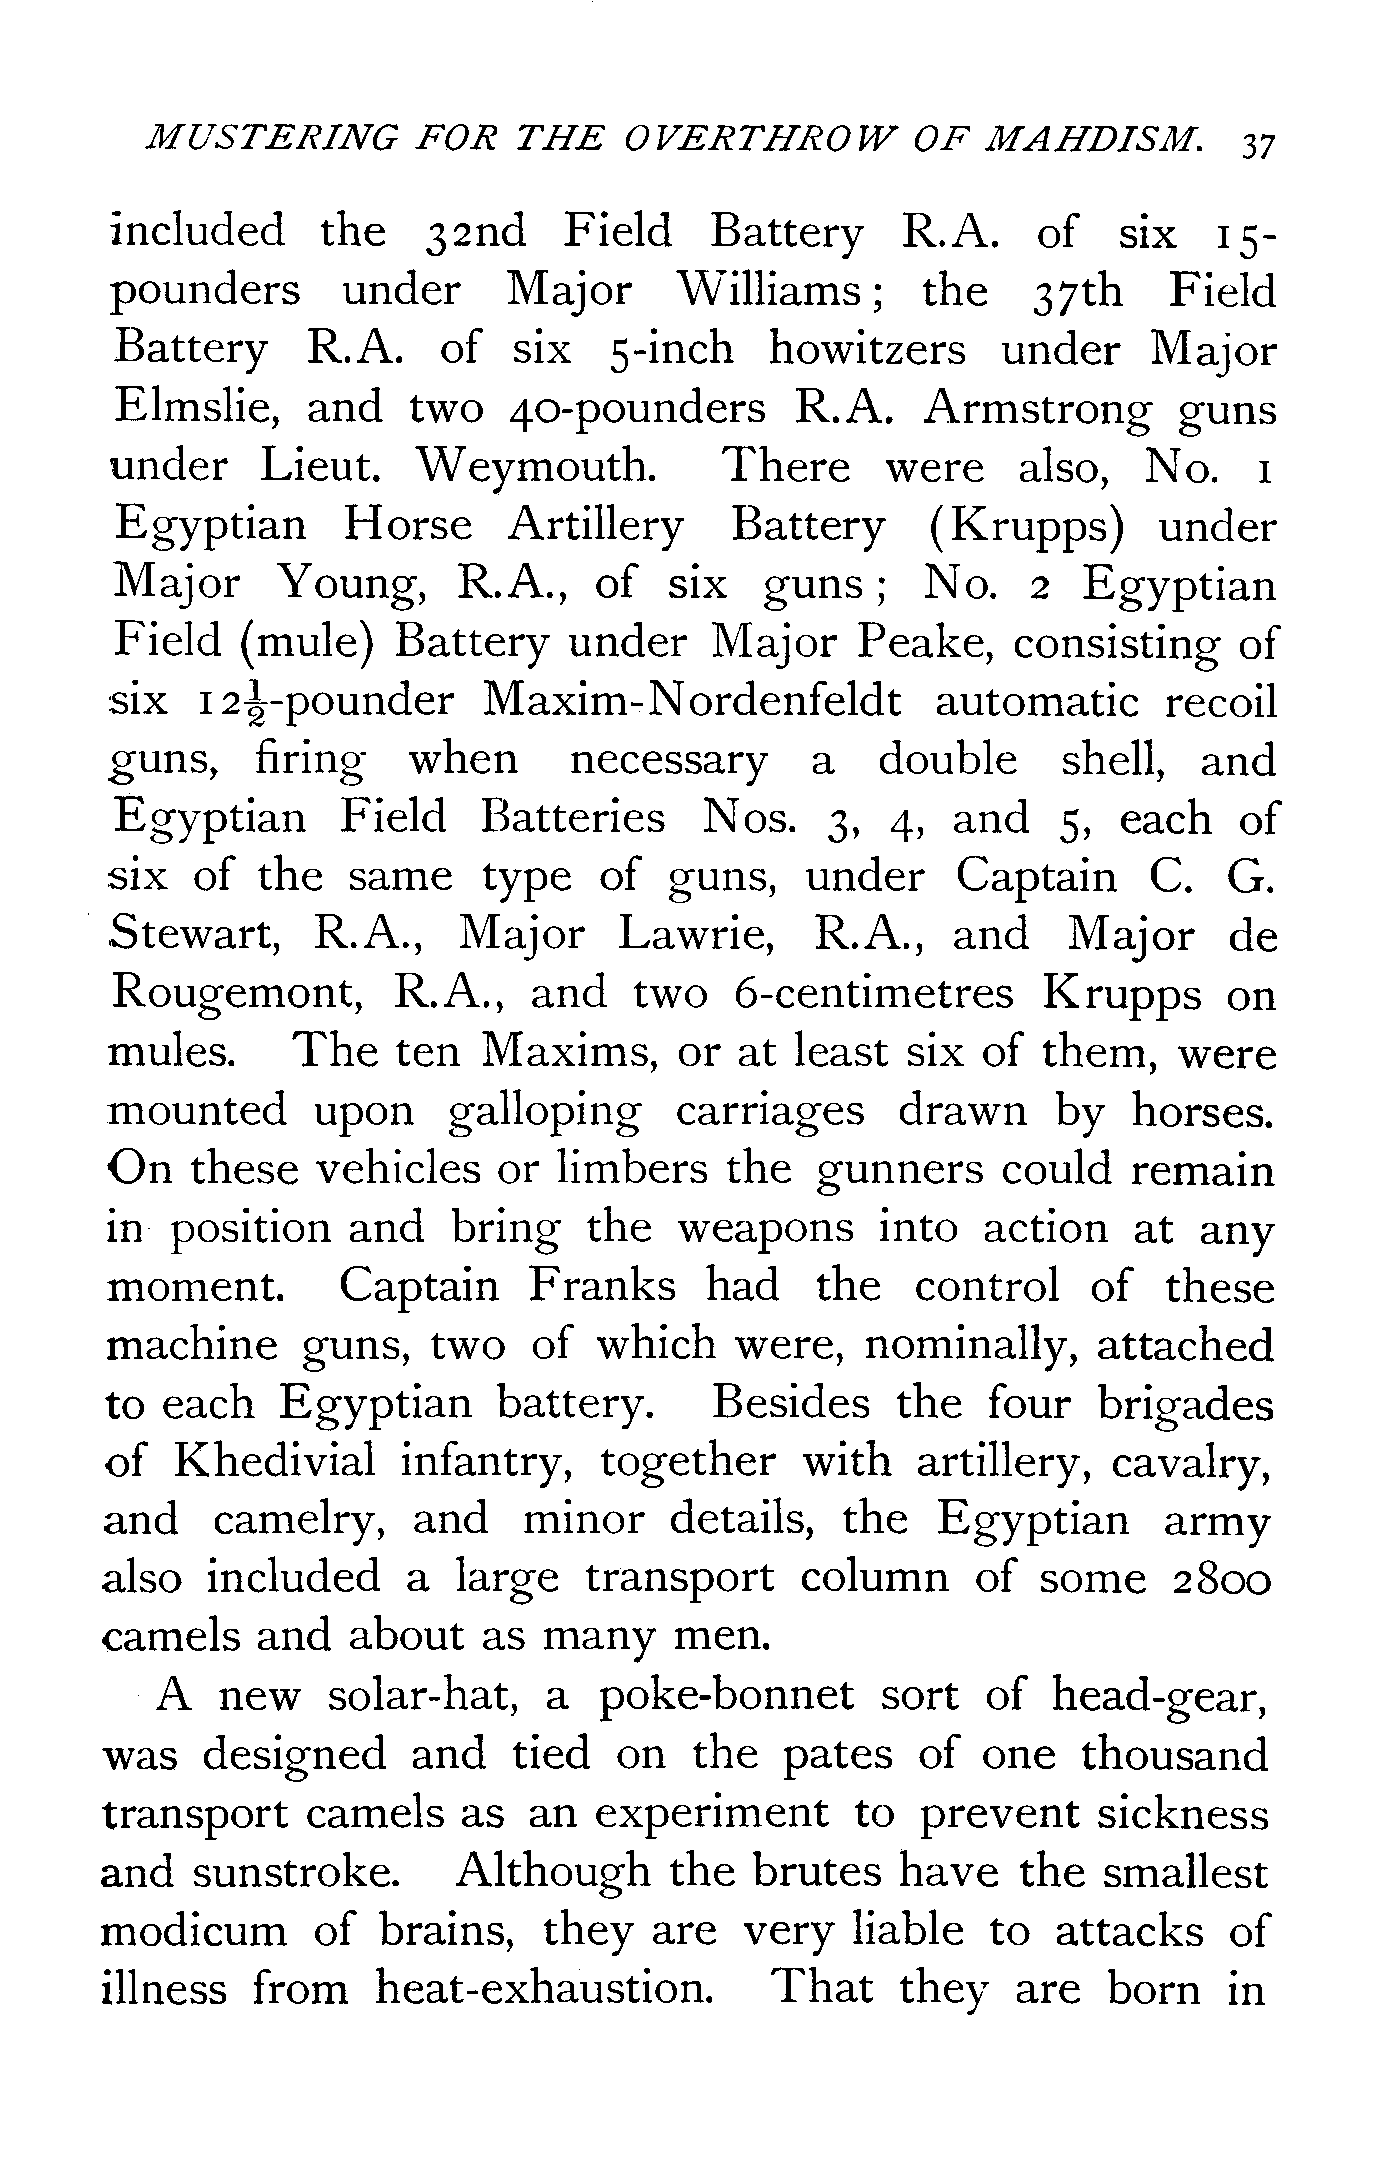 MUSTERING FOR THE OVERTHROW OF MAHDISM. 37
included the 32nd Field Battery R.A. of six 15-
pounders under Major Williams; the 37th Field
Battery R.A. of six 5-inch howitzers under Major
Elmslie, and two 40-pounders R.A. Armstrong guns
under Lieut. Weymouth. There were also, No. 1
Egyptian Horse Artillery Battery (Krupps) under
Major Young, R.A., of six guns; No. 2 Egyptian
Field (mule) Battery under Major Peake, consisting of
six 12½-pounder Maxim-Nordenfeldt automatic recoil
guns, firing when necessary a double shell, and
Egyptian Field Batteries Nos. 3, 4, and 5, each of
six of the same type of guns, under Captain C. G.
Stewart, R.A., Major Lawrie, R.A., and Major de
Rougemont, R.A., and two 6-centimetres Krupps on
mules. The ten Maxims, or at least six of them, were
mounted upon galloping carriages drawn by horses.
On these vehicles or limbers the gunners could remain
in position and bring the weapons into action at any
moment. Captain Franks had the control of these
machine guns, two of which were, nominally, attached
to each Egyptian battery. Besides the four brigades
of Khedivial infantry, together with artillery, cavalry,
and camelry, and minor details, the Egyptian army
also included a large transport column of some 2800
camels and about as many men.
A new solar-hat, a poke-bonnet sort of head-gear,
was designed and tied on the pates of one thousand
transport camels as an experiment to prevent sickness
and sunstroke. Although the brutes have the smallest
modicum of brains, they are very liable to attacks of
illness from heat-exhaustion. That they are born in